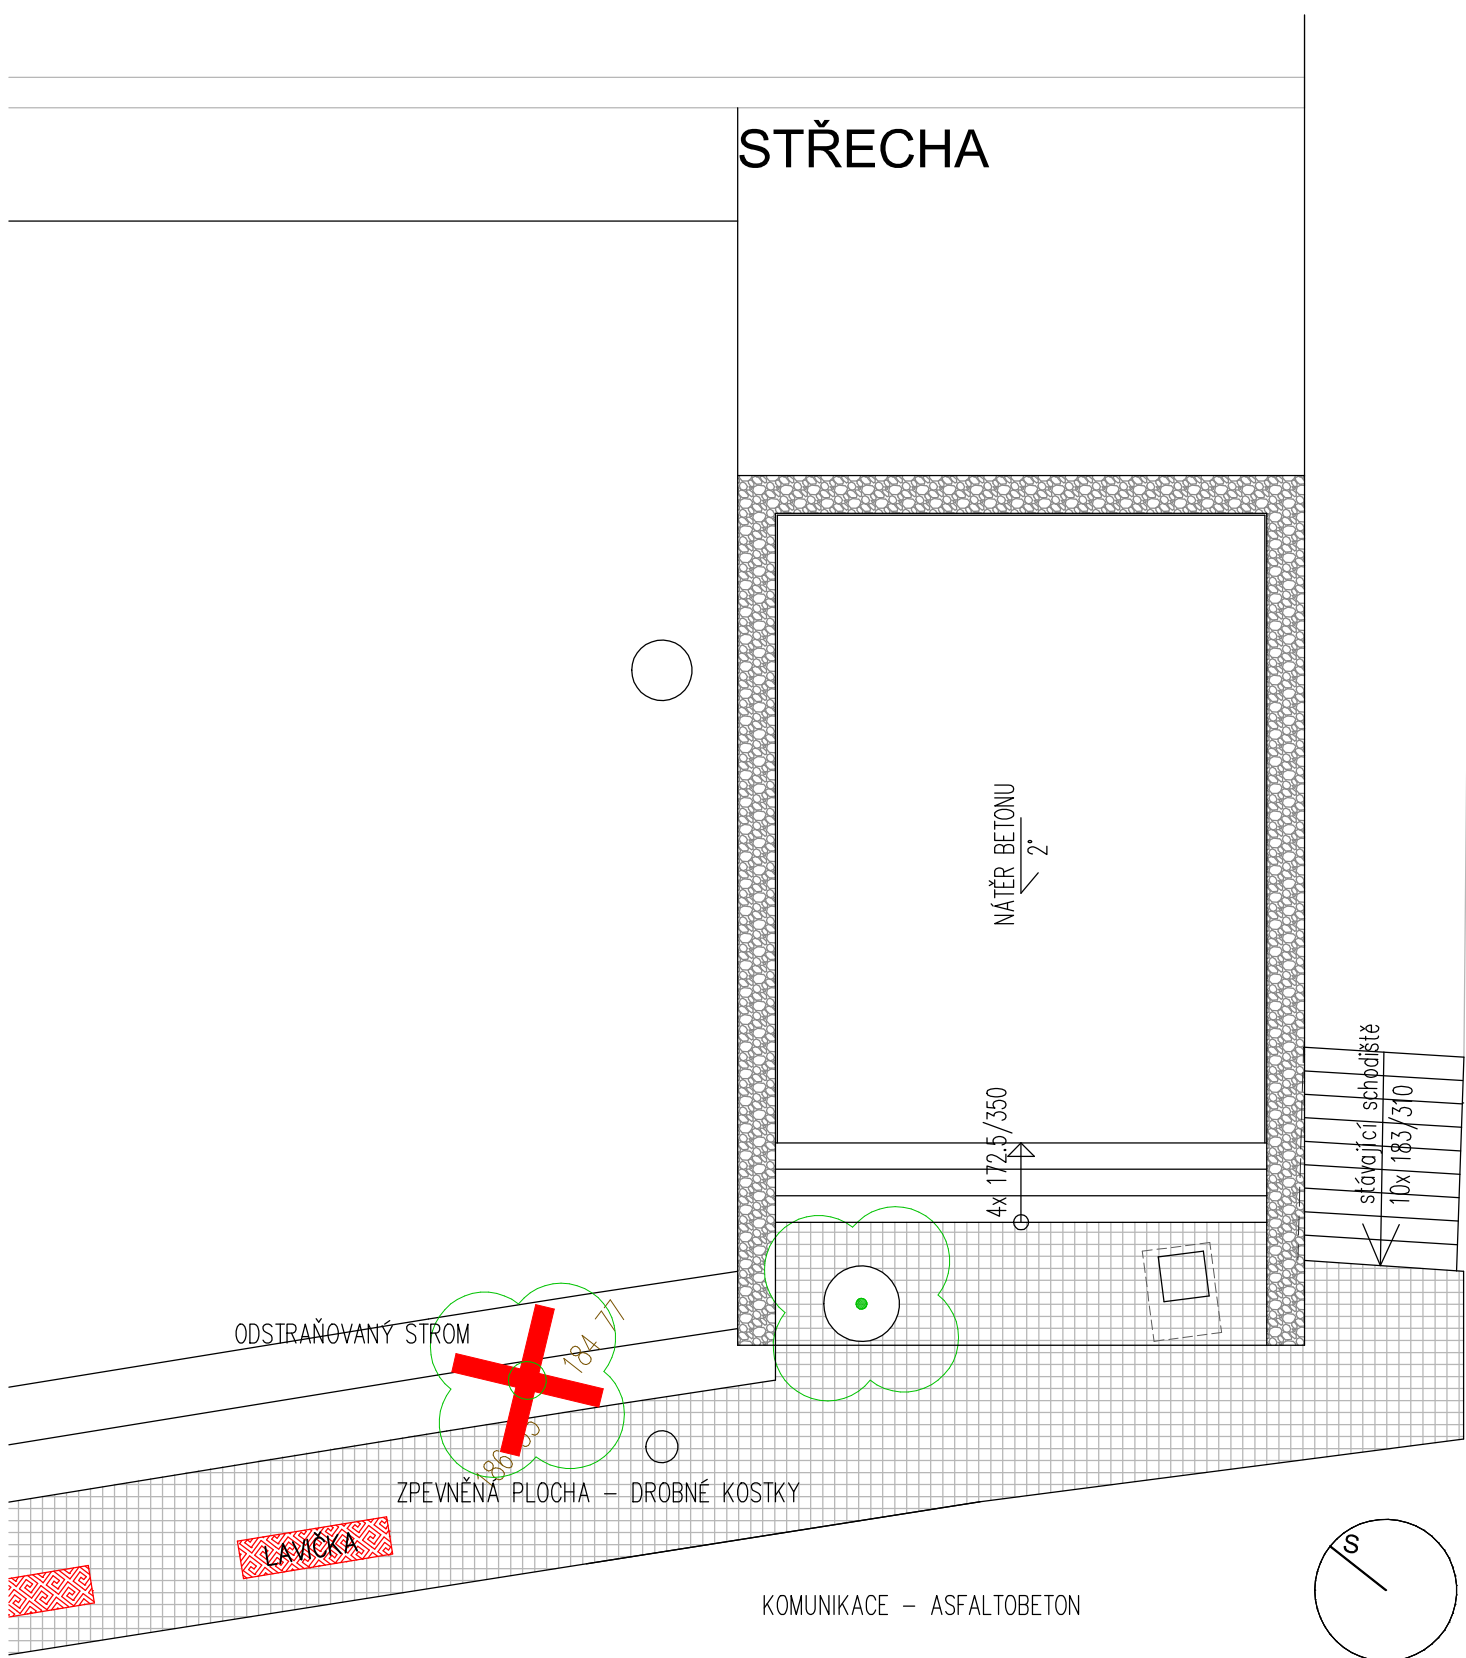 STŘECHA
NÁTĚR BETONU
2°
4x 172.5/350
stávající schodiště
10x 183/310
ODSTRAŇOVANÝ STROM
184 77
ZPEVNĚNÁ PLOCHA – DROBNÉ KOSTKY
LAVIČKA
KOMUNIKACE – ASFALTOBETON
S